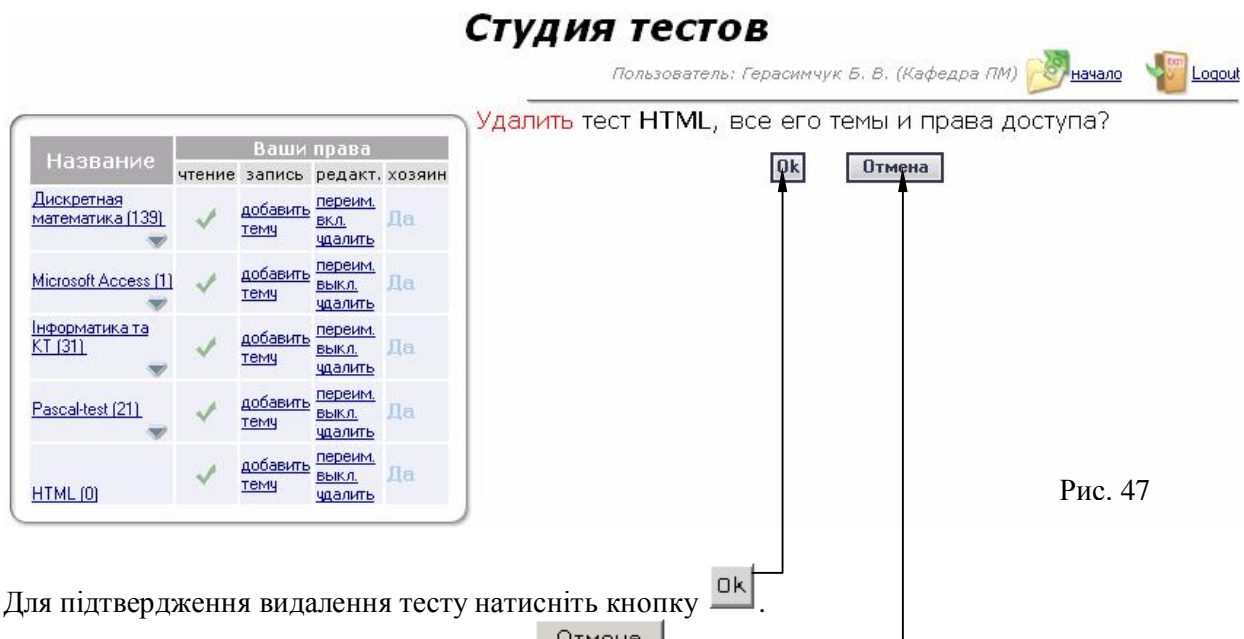 Студия тестов
Пользователь: Герасимчук Б. В. (Кафедра ПМ) начало Logout
Удалить тест HTML, все его темы и права доступа?
Ok Отмена
Название Ваши права
чтение запись редакт. хозяин
Дискретная математика (139) добавить тему переим. вкл. удалить Да
Microsoft Access (1) добавить тему переим. выкл. удалить Да
Інформатика та КТ (31) добавить тему переим. выкл. удалить Да
Pascal-test (21) добавить тему переим. выкл. удалить Да
HTML (0) добавить тему переим. выкл. удалить Да
Рис. 47
Для підтвердження видалення тесту натисніть кнопку Ok.
Отмена